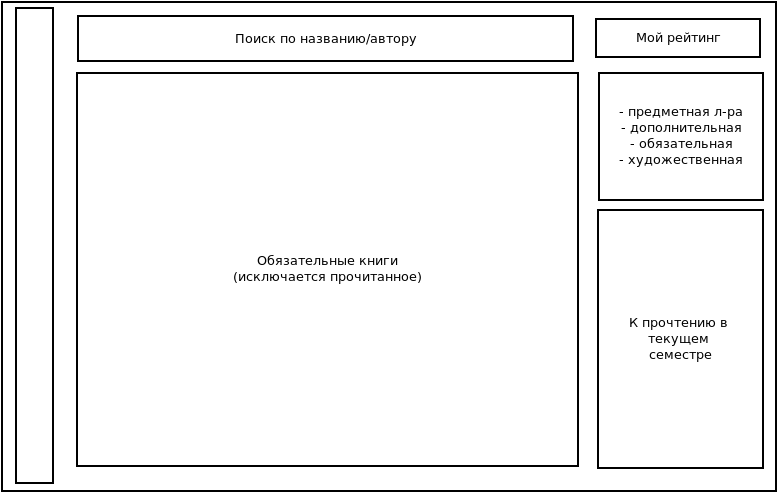 Поиск по названию/автору
Мой рейтинг
- предметная л-ра
- дополнительная
- обязательная
- художественная
Обязательные книги
(исключается прочитанное)
К прочтению в
текущем
семестре